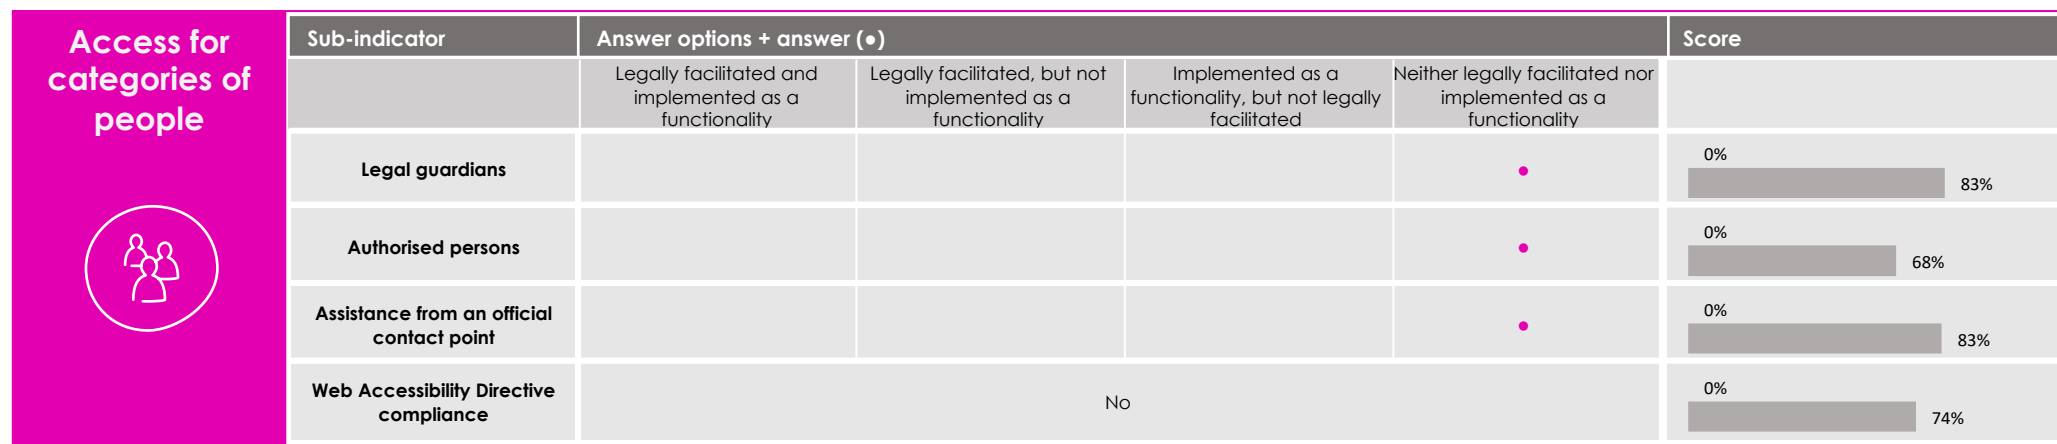 Access for
categories of
people
Sub-indicator
Answer options + answer (●)
Score
Legally facilitated and
implemented as a
functionality
Legally facilitated, but not
implemented as a
functionality
Implemented as a
functionality, but not legally
facilitated
Neither legally facilitated nor
implemented as a
functionality
Legal guardians
●
0%
83%
Authorised persons
●
0%
68%
Assistance from an official
contact point
●
0%
83%
Web Accessibility Directive
compliance
No
0%
74%